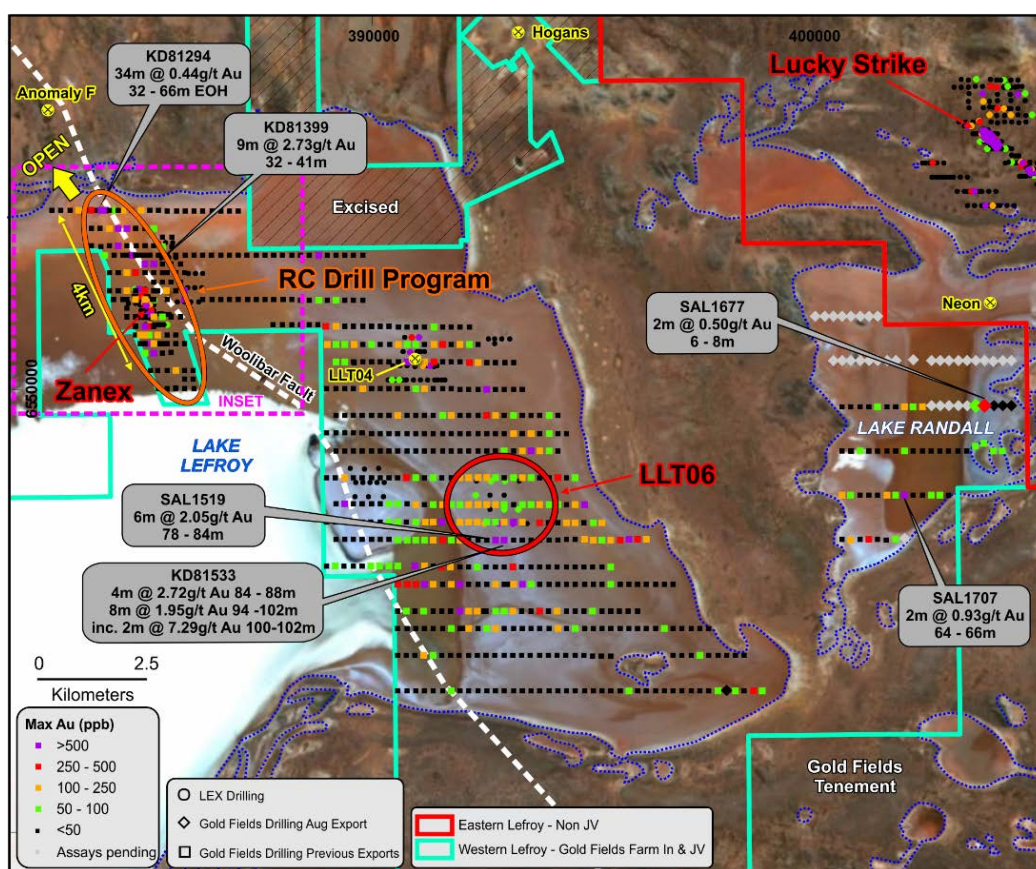 390000
400000
Hogans
Lucky Strike
KD81294
34m @ 0.44g/t Au
32 - 66m EOH
Anomaly F
OPEN
KD81399
9m @ 2.73g/t Au
32 - 41m
Excised
RC Drill Program
4km
Zanex
6550000
INSET
Woolibar Fault
LLT04
Neon
SAL1677
2m @ 0.50g/t Au
6 - 8m
LAKE RANDALL
LAKE
LEFROY
LLT06
SAL1519
6m @ 2.05g/t Au
78 - 84m
KD81533
4m @ 2.72g/t Au 84 - 88m
8m @ 1.95g/t Au 94 -102m
inc. 2m @ 7.29g/t Au 100-102m
SAL1707
2m @ 0.93g/t Au
64 - 66m
0 2.5
Kilometers
Max Au (ppb)
>500
250 - 500
100 - 250
50 - 100
<50
Assays pending
LEX Drilling
Gold Fields Drilling Aug Export
Gold Fields Drilling Previous Exports
Eastern Lefroy - Non JV
Western Lefroy - Gold Fields Farm In & JV
Gold Fields
Tenement